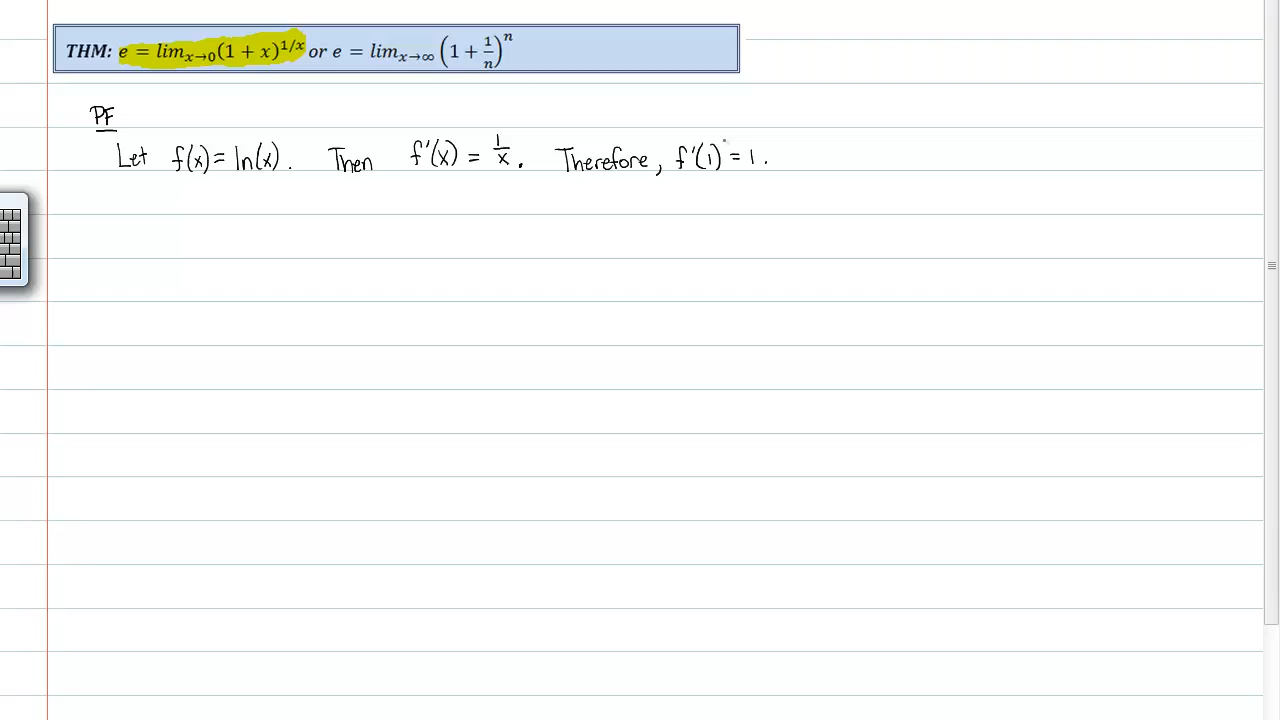 THM: e = lim_{x→0}(1 + x)^{1/x} or e = lim_{x→∞}(1 + 1/n)^n
PF
Let f(x) = ln(x). Then f'(x) = 1/x. Therefore, f'(1) = 1.